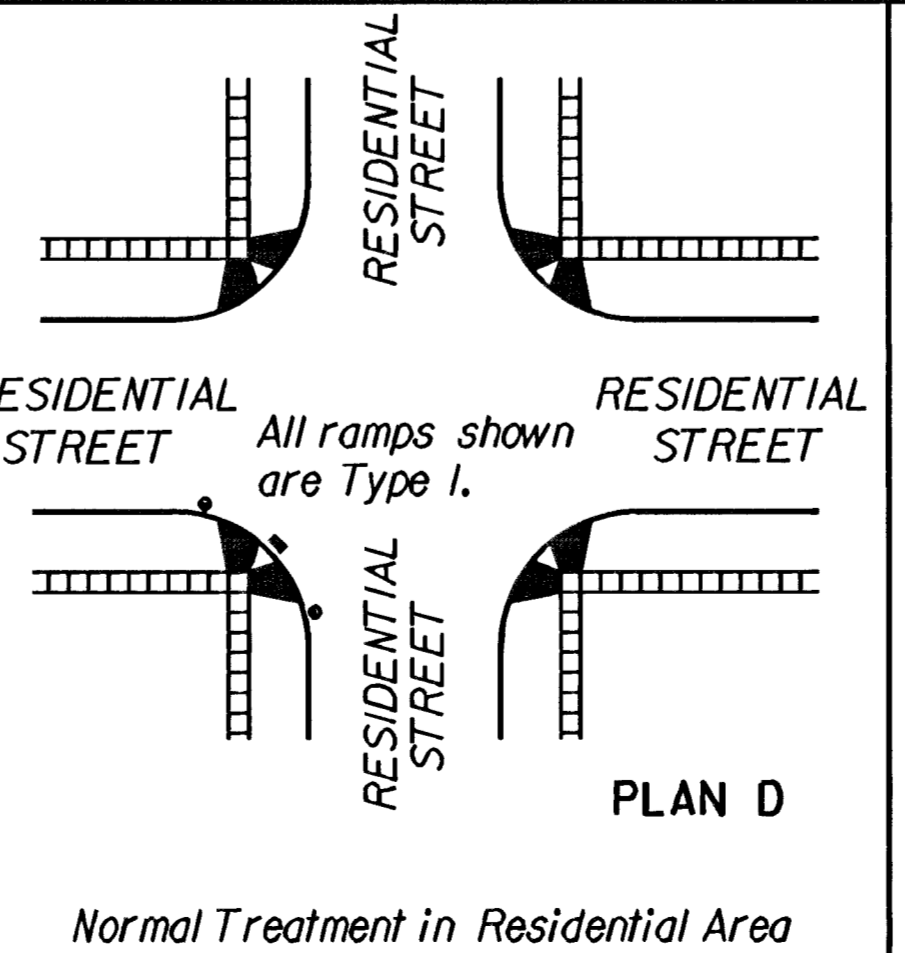 RESIDENTIAL
STREET
ESIDENTIAL
STREET
All ramps shown
are Type I.
RESIDENTIAL
STREET
RESIDENTIAL
STREET
PLAN D
Normal Treatment in Residential Area